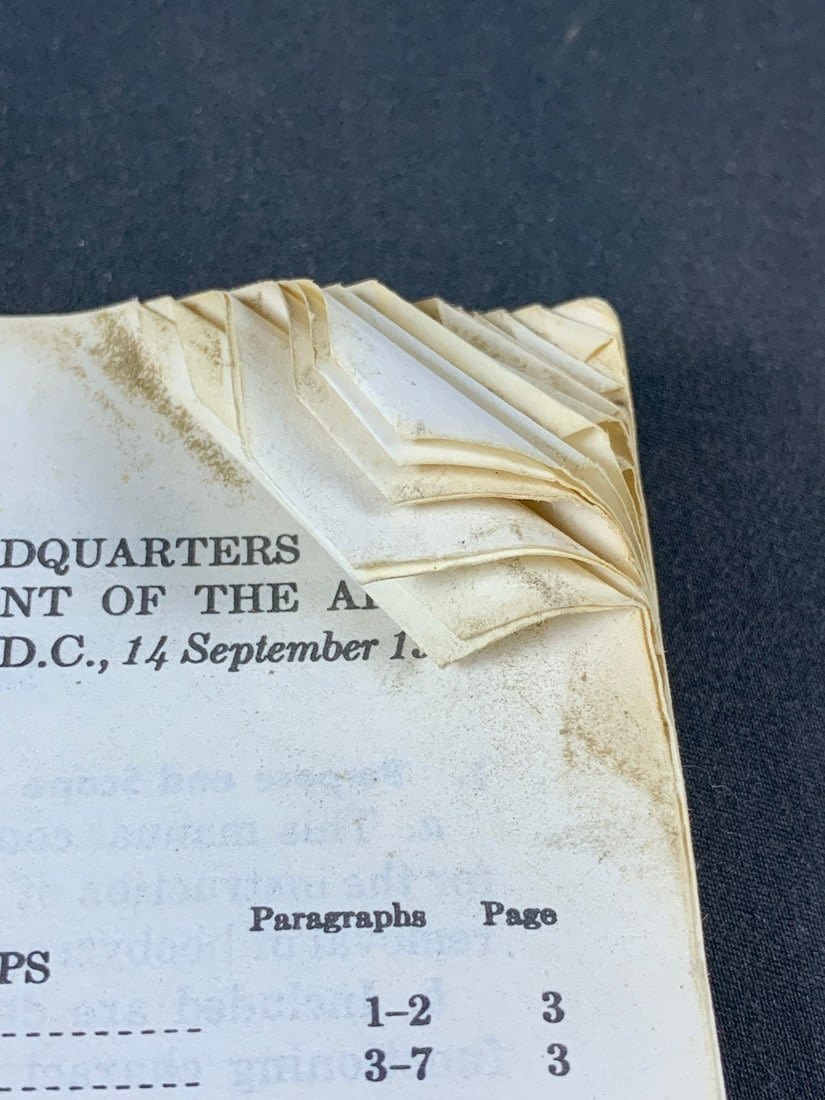 DQUARTERS
NT OF THE A
D.C., 14 September 1
Paragraphs Page
PS
--------------- 1–2 3
--------------- 3–7 3